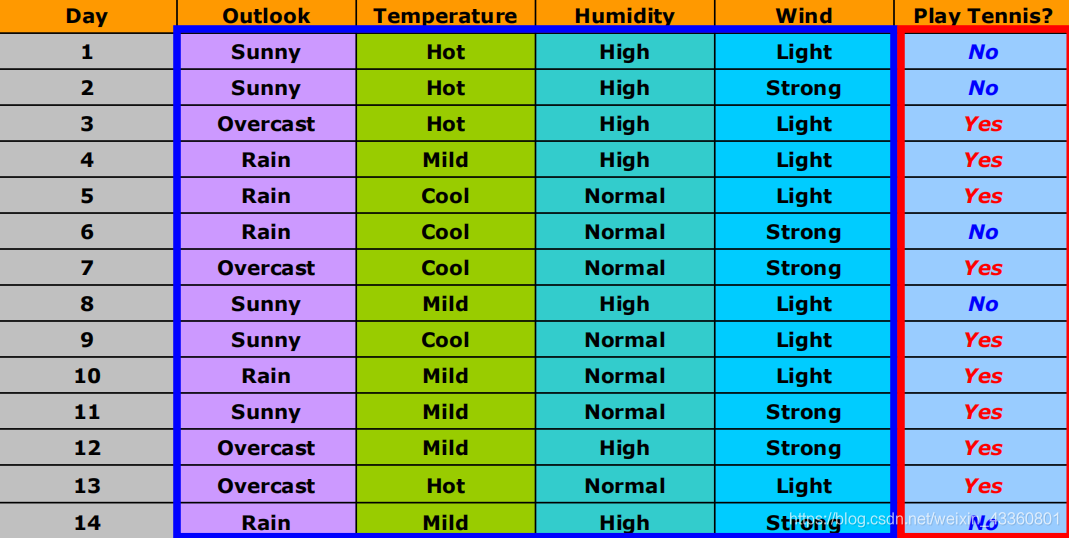 Day Outlook Temperature Humidity Wind Play Tennis?
1 Sunny Hot High Light No
2 Sunny Hot High Strong No
3 Overcast Hot High Light Yes
4 Rain Mild High Light Yes
5 Rain Cool Normal Light Yes
6 Rain Cool Normal Strong No
7 Overcast Cool Normal Strong Yes
8 Sunny Mild High Light No
9 Sunny Cool Normal Light Yes
10 Rain Mild Normal Light Yes
11 Sunny Mild Normal Strong Yes
12 Overcast Mild High Strong Yes
13 Overcast Hot Normal Light Yes
14 Rain Mild High Strong No
https://blog.csdn.net/weixin_43360801